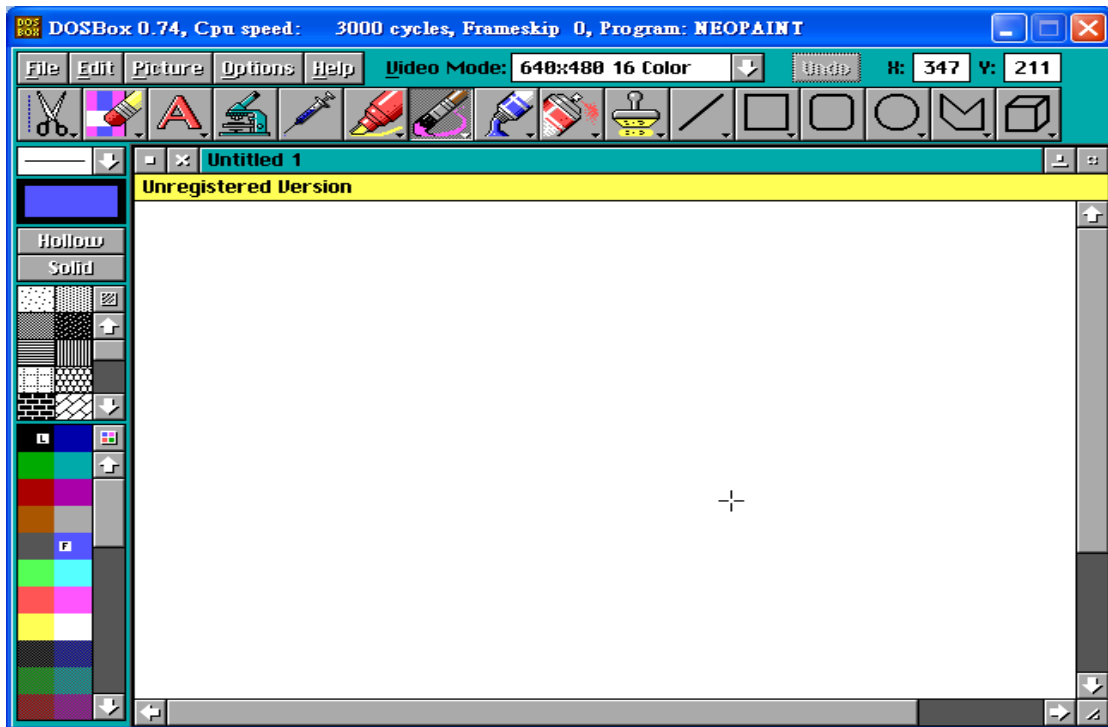 DOSBox 0.74, Cpu speed: 3000 cycles, Frameskip 0, Program: NEOPAINT
File Edit Picture Options Help Video Mode: 640x480 16 Color Undo X: 347 Y: 211
A
Untitled 1
Unregistered Version
Hollow
Solid
L
F